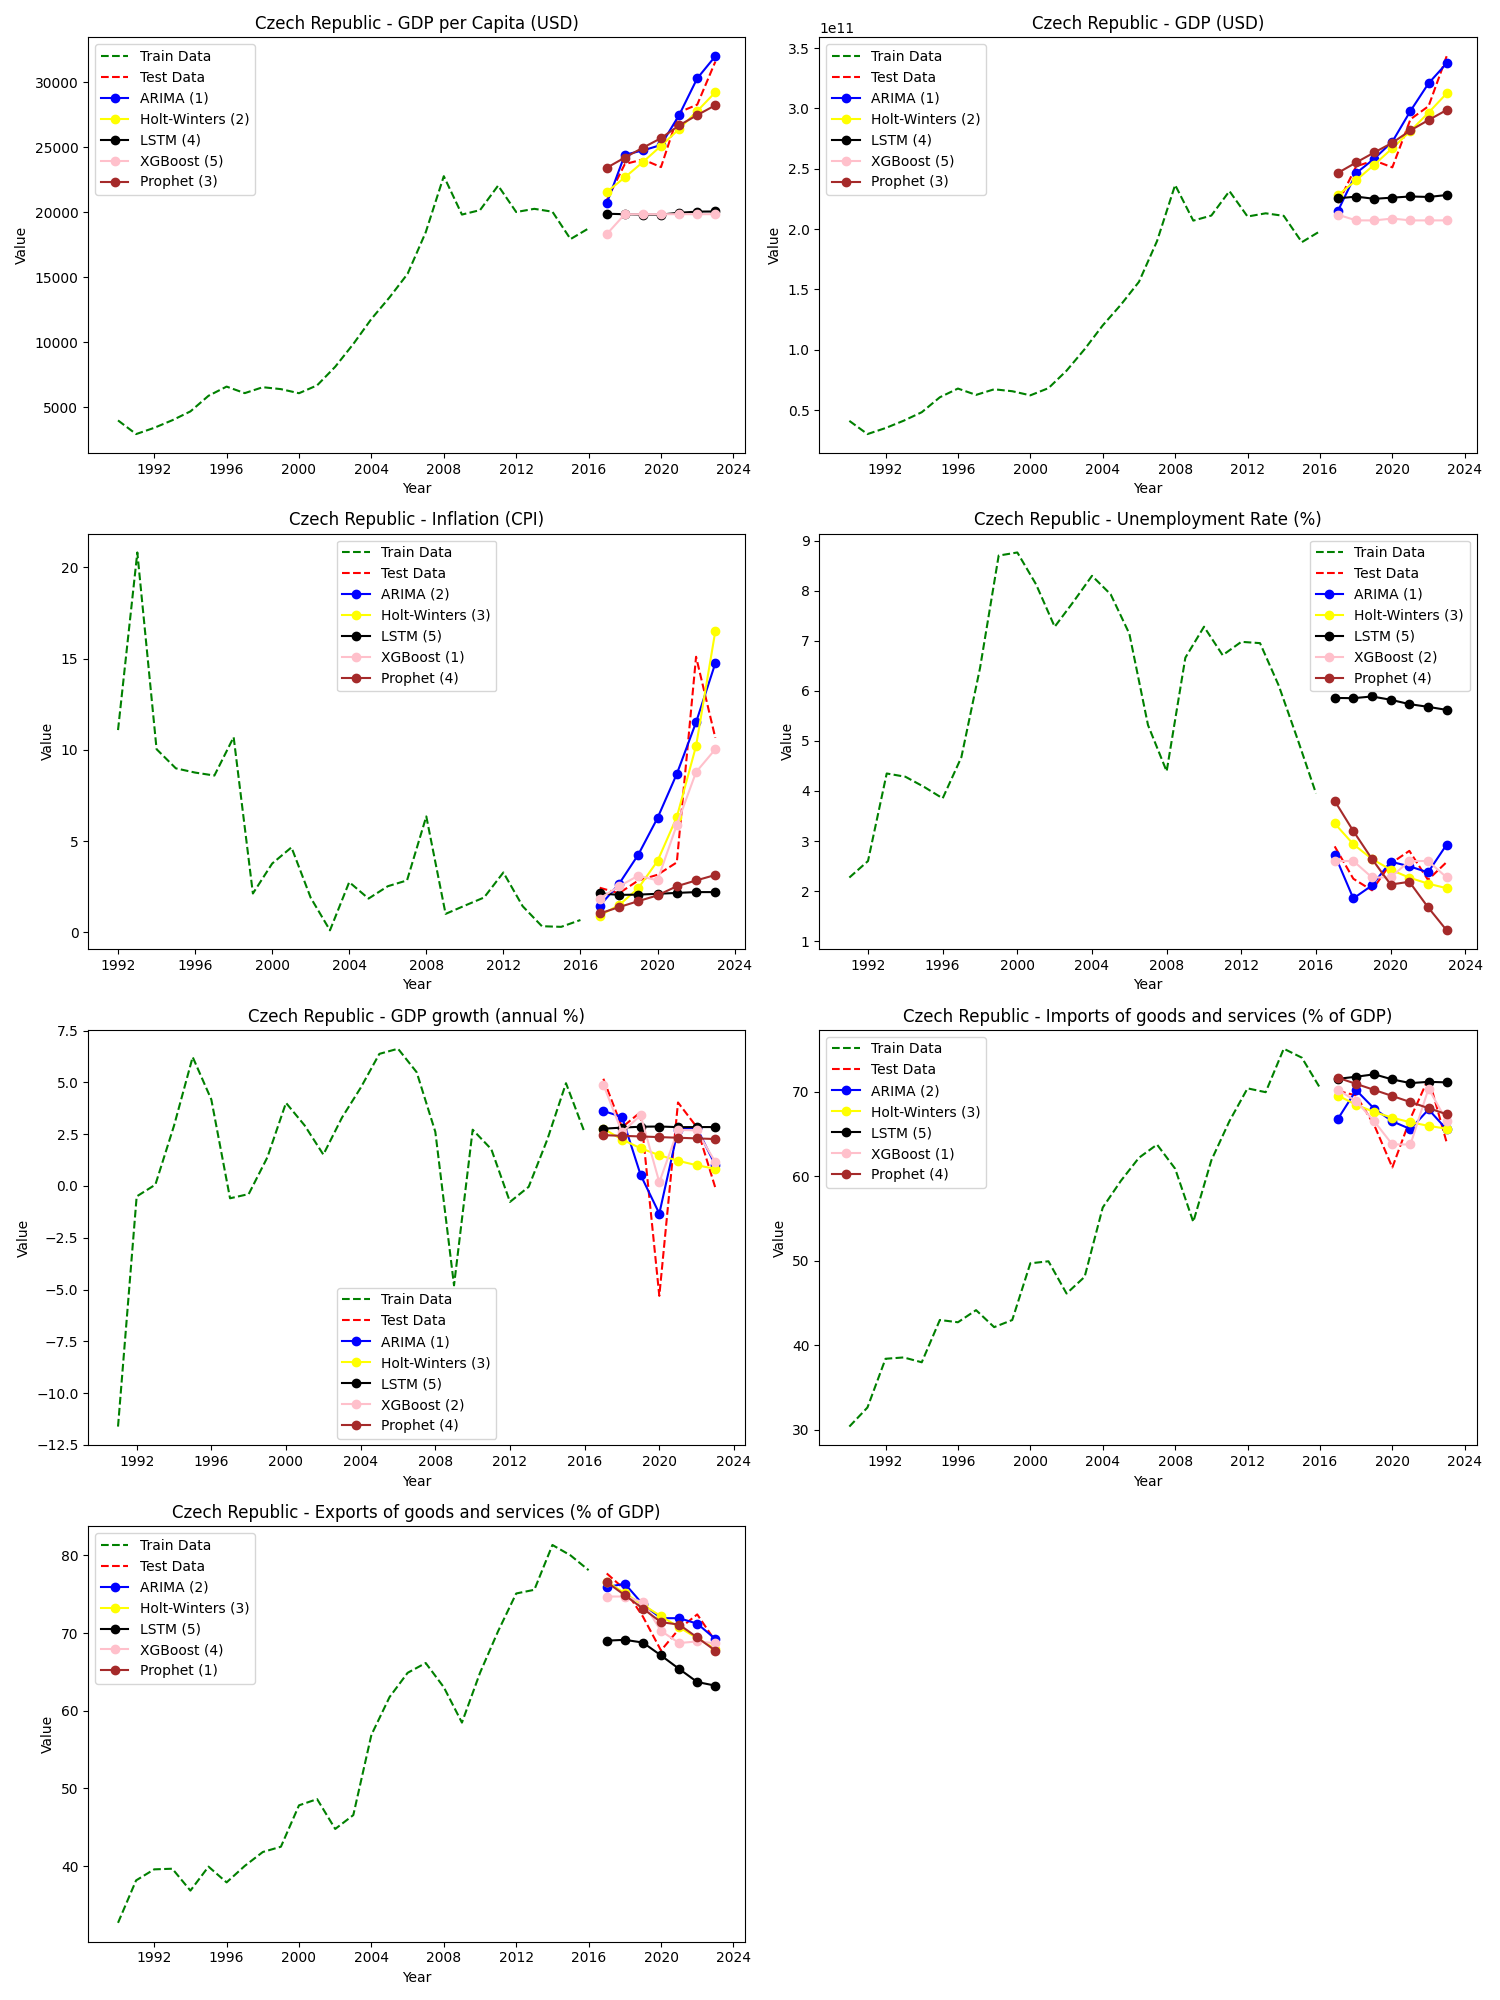 Czech Republic - GDP per Capita (USD)
Train Data
Test Data
ARIMA (1)
Holt-Winters (2)
LSTM (4)
XGBoost (5)
Prophet (3)
30000
25000
20000
15000
10000
5000
Value
1992 1996 2000 2004 2008 2012 2016 2020 2024
Year
Czech Republic - GDP (USD)
1e11
Train Data
Test Data
ARIMA (1)
Holt-Winters (2)
LSTM (4)
XGBoost (5)
Prophet (3)
3.5
3.0
2.5
2.0
1.5
1.0
0.5
Value
1992 1996 2000 2004 2008 2012 2016 2020 2024
Year
Czech Republic - Inflation (CPI)
Train Data
Test Data
ARIMA (2)
Holt-Winters (3)
LSTM (5)
XGBoost (1)
Prophet (4)
20
15
10
5
0
Value
1992 1996 2000 2004 2008 2012 2016 2020 2024
Year
Czech Republic - Unemployment Rate (%)
Train Data
Test Data
ARIMA (1)
Holt-Winters (3)
LSTM (5)
XGBoost (2)
Prophet (4)
9
8
7
6
5
4
3
2
1
Value
1992 1996 2000 2004 2008 2012 2016 2020 2024
Year
Czech Republic - GDP growth (annual %)
7.5
5.0
2.5
0.0
−2.5
−5.0
−7.5
−10.0
−12.5
Value
Train Data
Test Data
ARIMA (1)
Holt-Winters (3)
LSTM (5)
XGBoost (2)
Prophet (4)
1992 1996 2000 2004 2008 2012 2016 2020 2024
Year
Czech Republic - Imports of goods and services (% of GDP)
Train Data
Test Data
ARIMA (2)
Holt-Winters (3)
LSTM (5)
XGBoost (1)
Prophet (4)
70
60
50
40
30
Value
1992 1996 2000 2004 2008 2012 2016 2020 2024
Year
Czech Republic - Exports of goods and services (% of GDP)
Train Data
Test Data
ARIMA (2)
Holt-Winters (3)
LSTM (5)
XGBoost (4)
Prophet (1)
80
70
60
50
40
Value
1992 1996 2000 2004 2008 2012 2016 2020 2024
Year